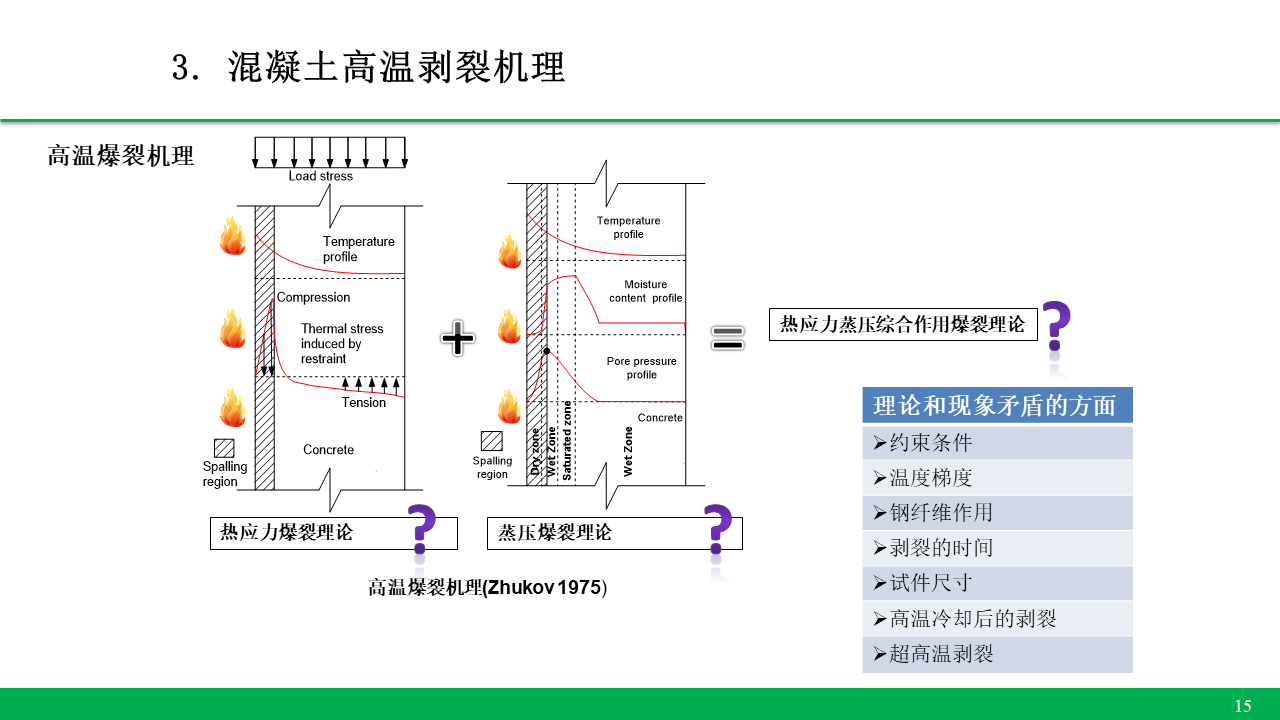 3. 混凝土高温剥裂机理
高温爆裂机理
Load stress
Temperature
profile
Compression
Thermal stress
induced by
restraint
Tension
Concrete
Spalling
region
热应力爆裂理论
?
Temperature
profile
Moisture
content profile
Pore pressure
profile
Concrete
Dry zone
Wet Zone
Saturated zone
Wet Zone
Spalling
region
蒸压爆裂理论
?
高温爆裂机理(Zhukov 1975)
热应力蒸压综合作用爆裂理论
?
理论和现象矛盾的方面
➢约束条件
➢温度梯度
➢钢纤维作用
➢剥裂的时间
➢试件尺寸
➢高温冷却后的剥裂
➢超高温剥裂
15